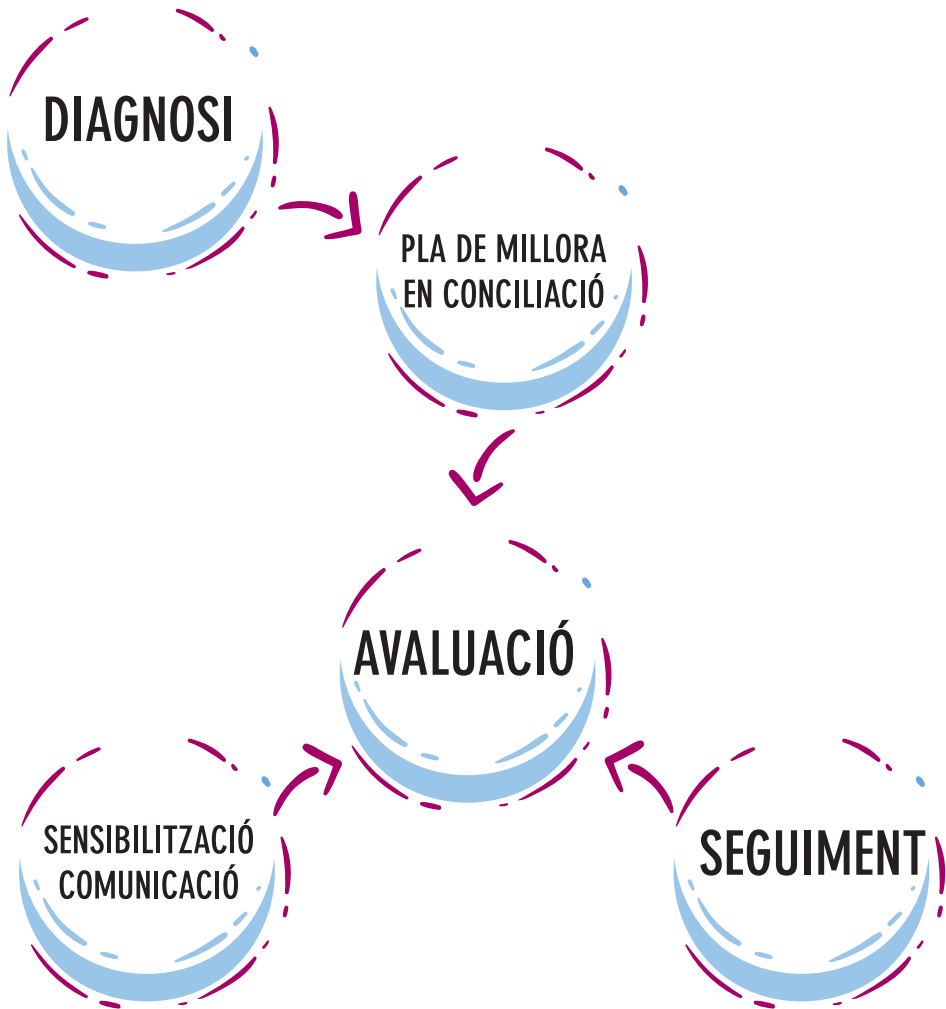 DIAGNOSI
PLA DE MILLORA
EN CONCILIACIÓ
AVALUACIÓ
SENSIBILITZACIÓ
COMUNICACIÓ
SEGUIMENT